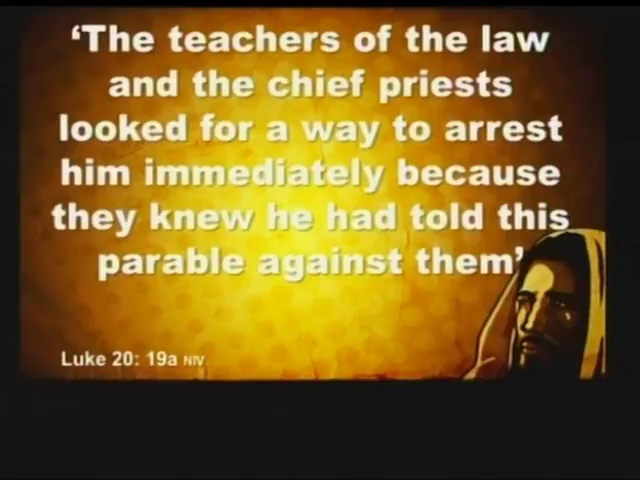 ‘The teachers of the law
and the chief priests
looked for a way to arrest
him immediately because
they knew he had told this
parable against them’
Luke 20: 19a NIV